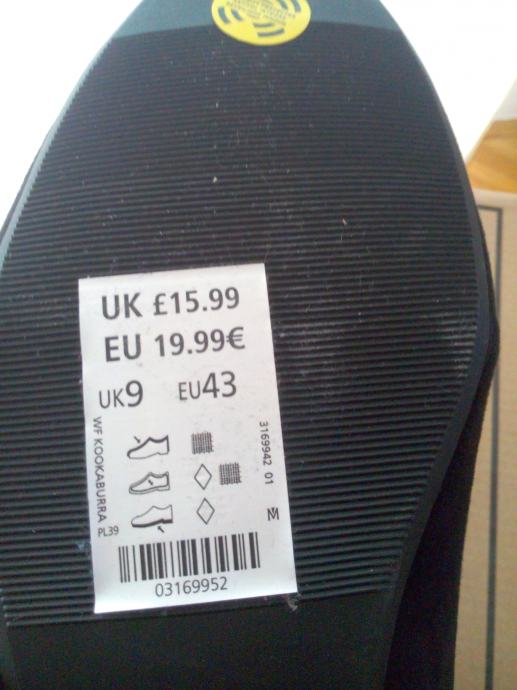 UK £15.99
EU 19.99€
UK9 EU43
WF KOOKABURRA
3169942 01
PL39
M
03169952